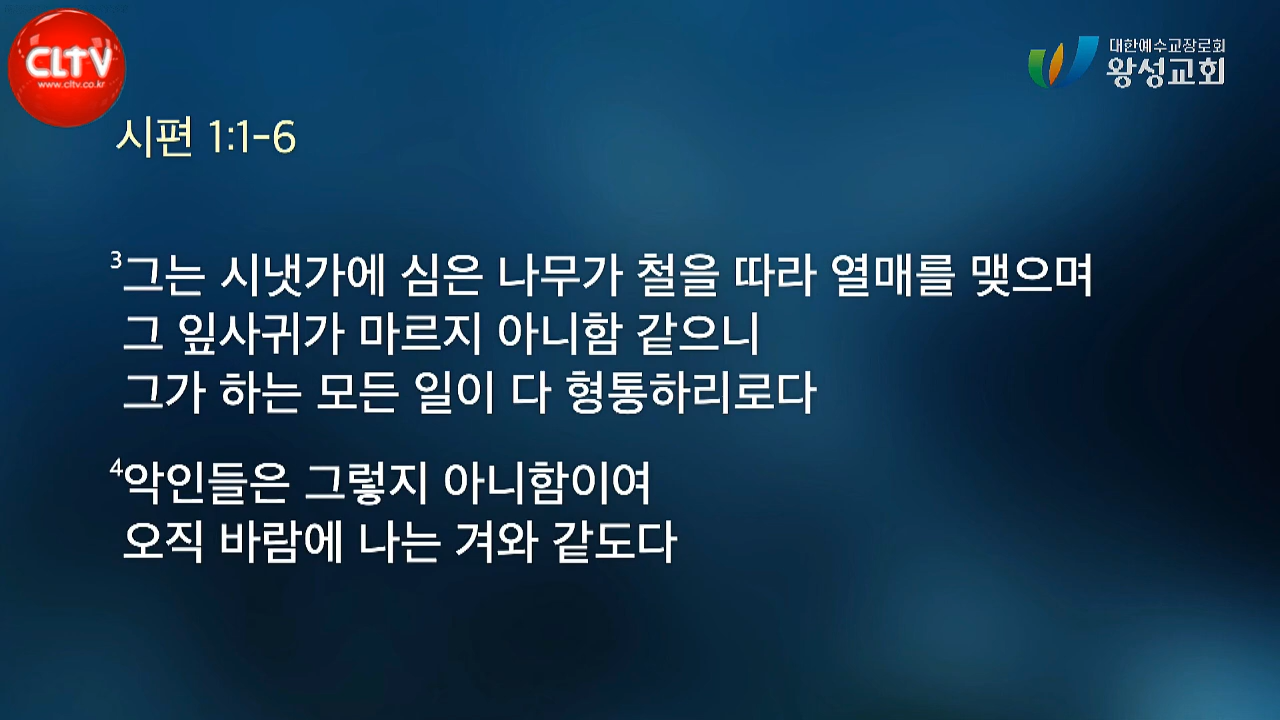 CLTV
www.cltv.co.kr
대한예수교장로회
왕성교회
시편 1:1-6
3그는 시냇가에 심은 나무가 철을 따라 열매를 맺으며
그 잎사귀가 마르지 아니함 같으니
그가 하는 모든 일이 다 형통하리로다
4악인들은 그렇지 아니함이여
오직 바람에 나는 겨와 같도다